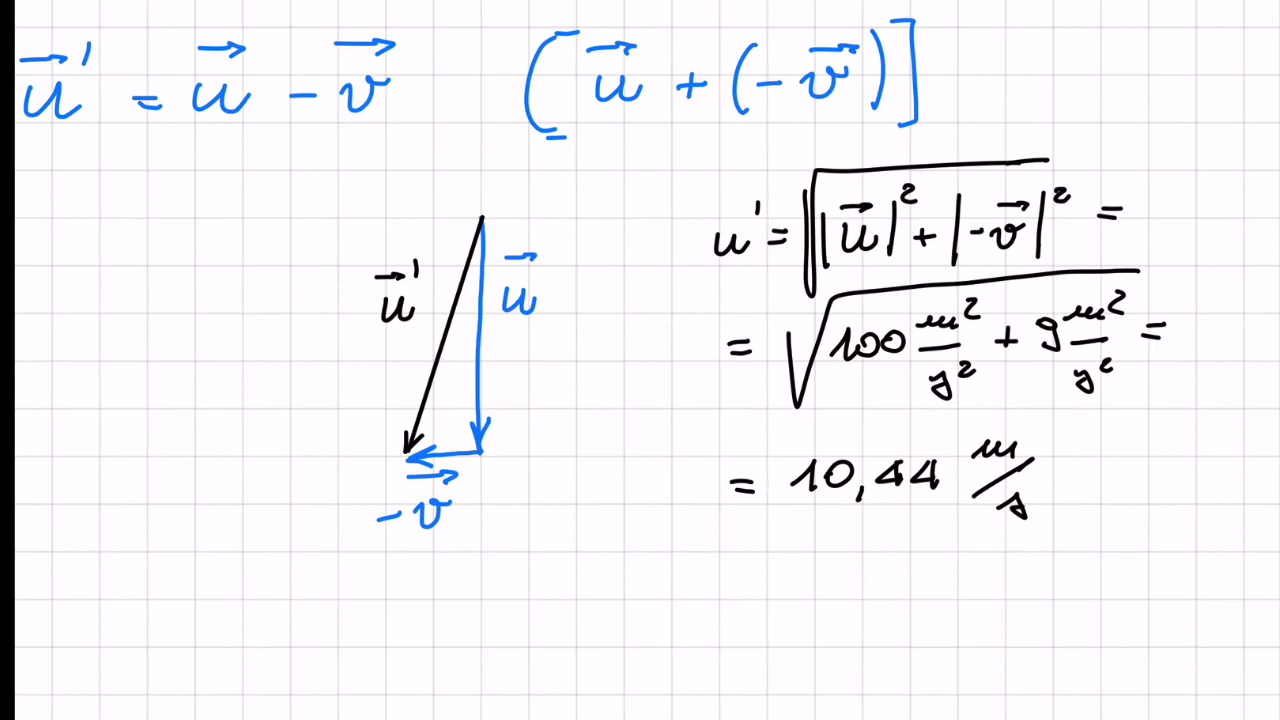 u⃗' = u⃗ - v⃗ ([u⃗ + (-v⃗)]
u' = √|u⃗|² + |-v⃗|² =
u⃗' u⃗
= √100 m²/s² + 9 m²/s² =
= 10,44 m/s
-v⃗